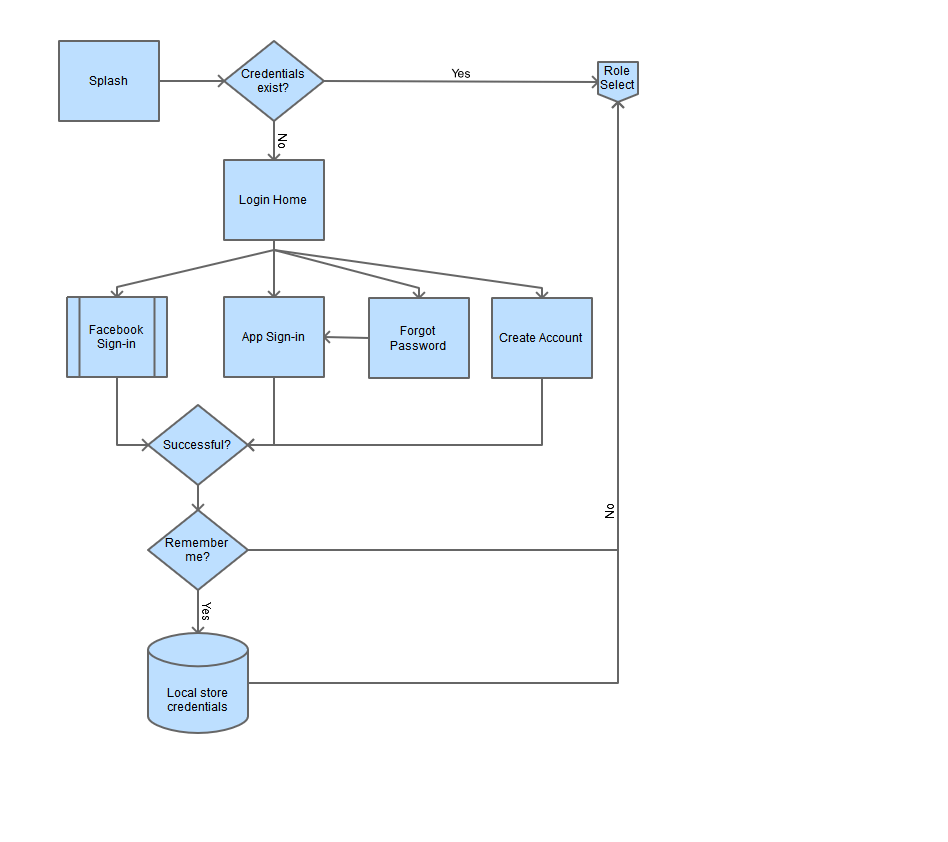 Splash
Credentials
exist?
Yes
Role
Select
No
Login Home
Facebook
Sign-in
App Sign-in
Forgot
Password
Create Account
Successful?
No
Remember
me?
Yes
Local store
credentials